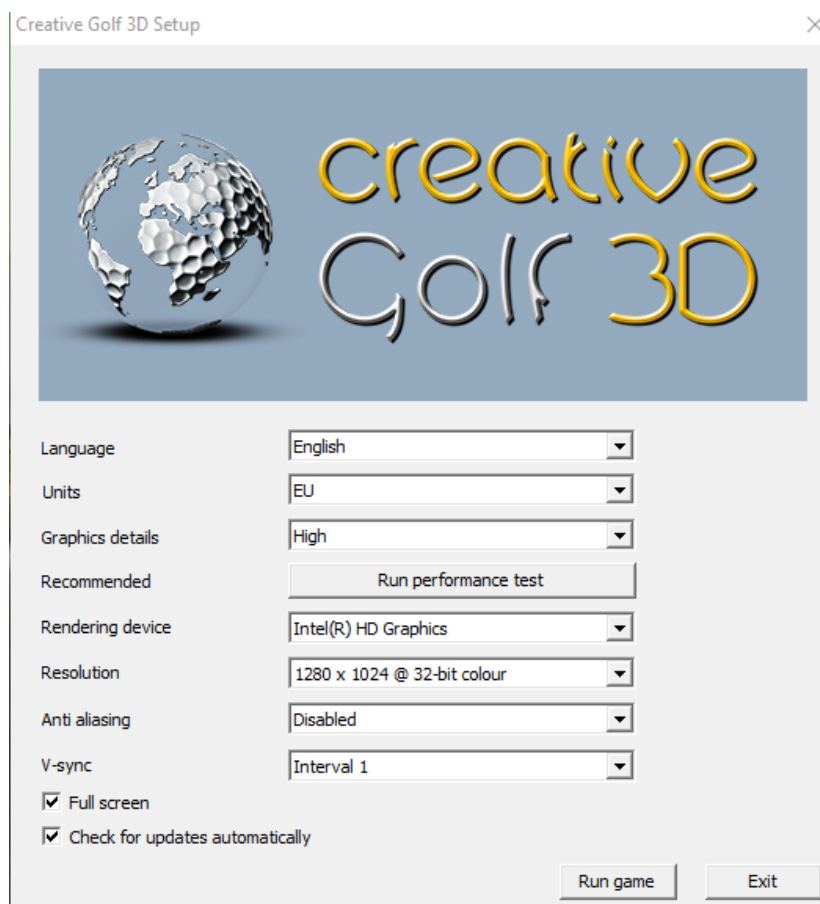 Creative Golf 3D Setup
creative
Golf 3D
Language English
Units EU
Graphics details High
Recommended Run performance test
Rendering device Intel(R) HD Graphics
Resolution 1280 x 1024 @ 32-bit colour
Anti aliasing Disabled
V-sync Interval 1
Full screen
Check for updates automatically
Run game Exit